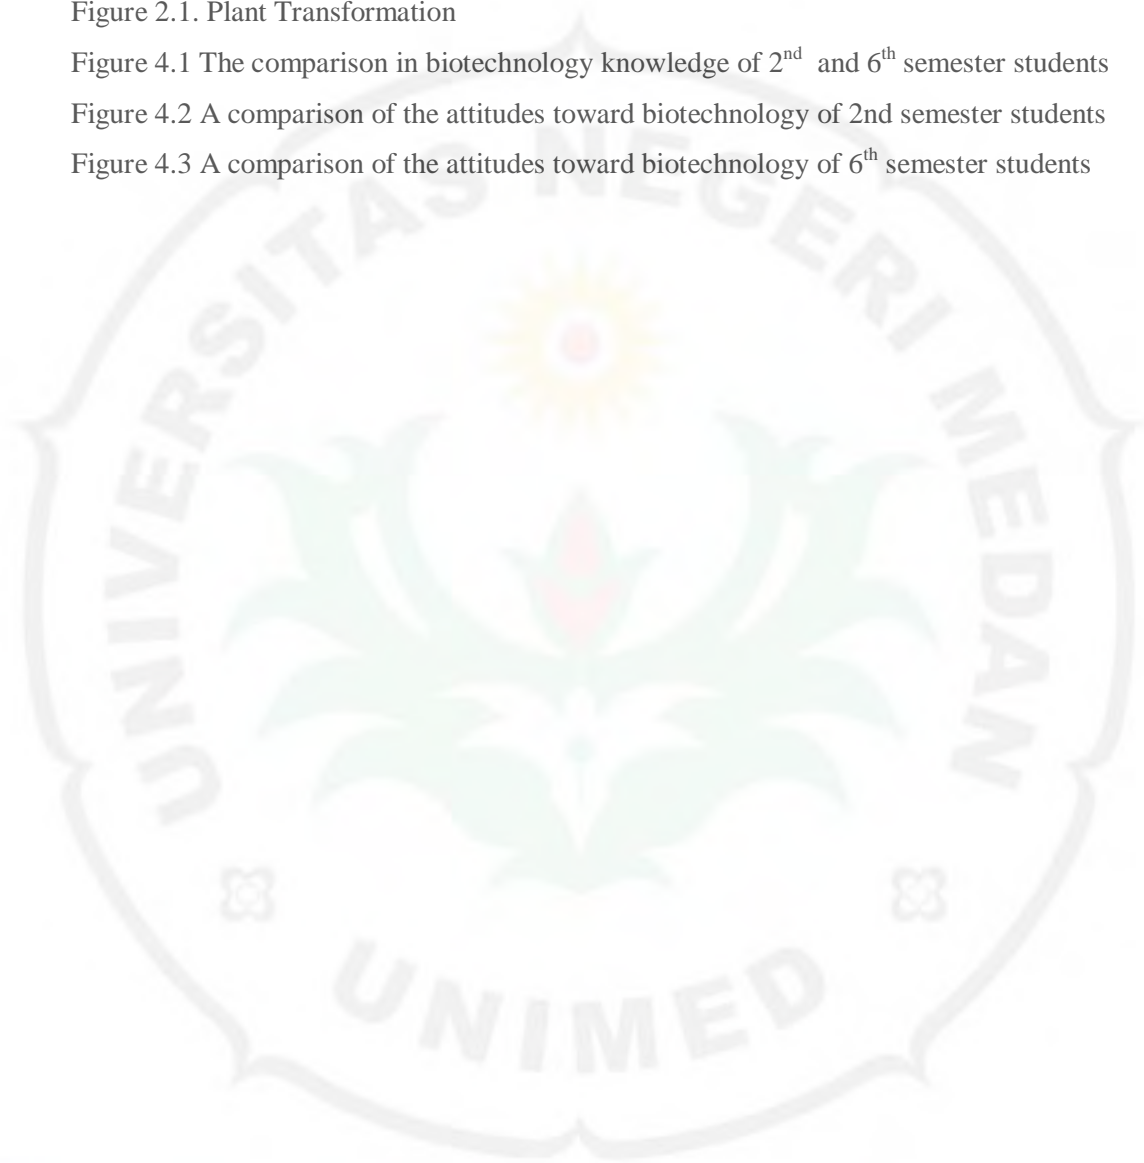 Figure 2.1. Plant Transformation
Figure 4.1 The comparison in biotechnology knowledge of 2nd and 6th semester students
Figure 4.2 A comparison of the attitudes toward biotechnology of 2nd semester students
Figure 4.3 A comparison of the attitudes toward biotechnology of 6th semester students
UNIVERSITAS NEGERI MEDAN
UNIMED